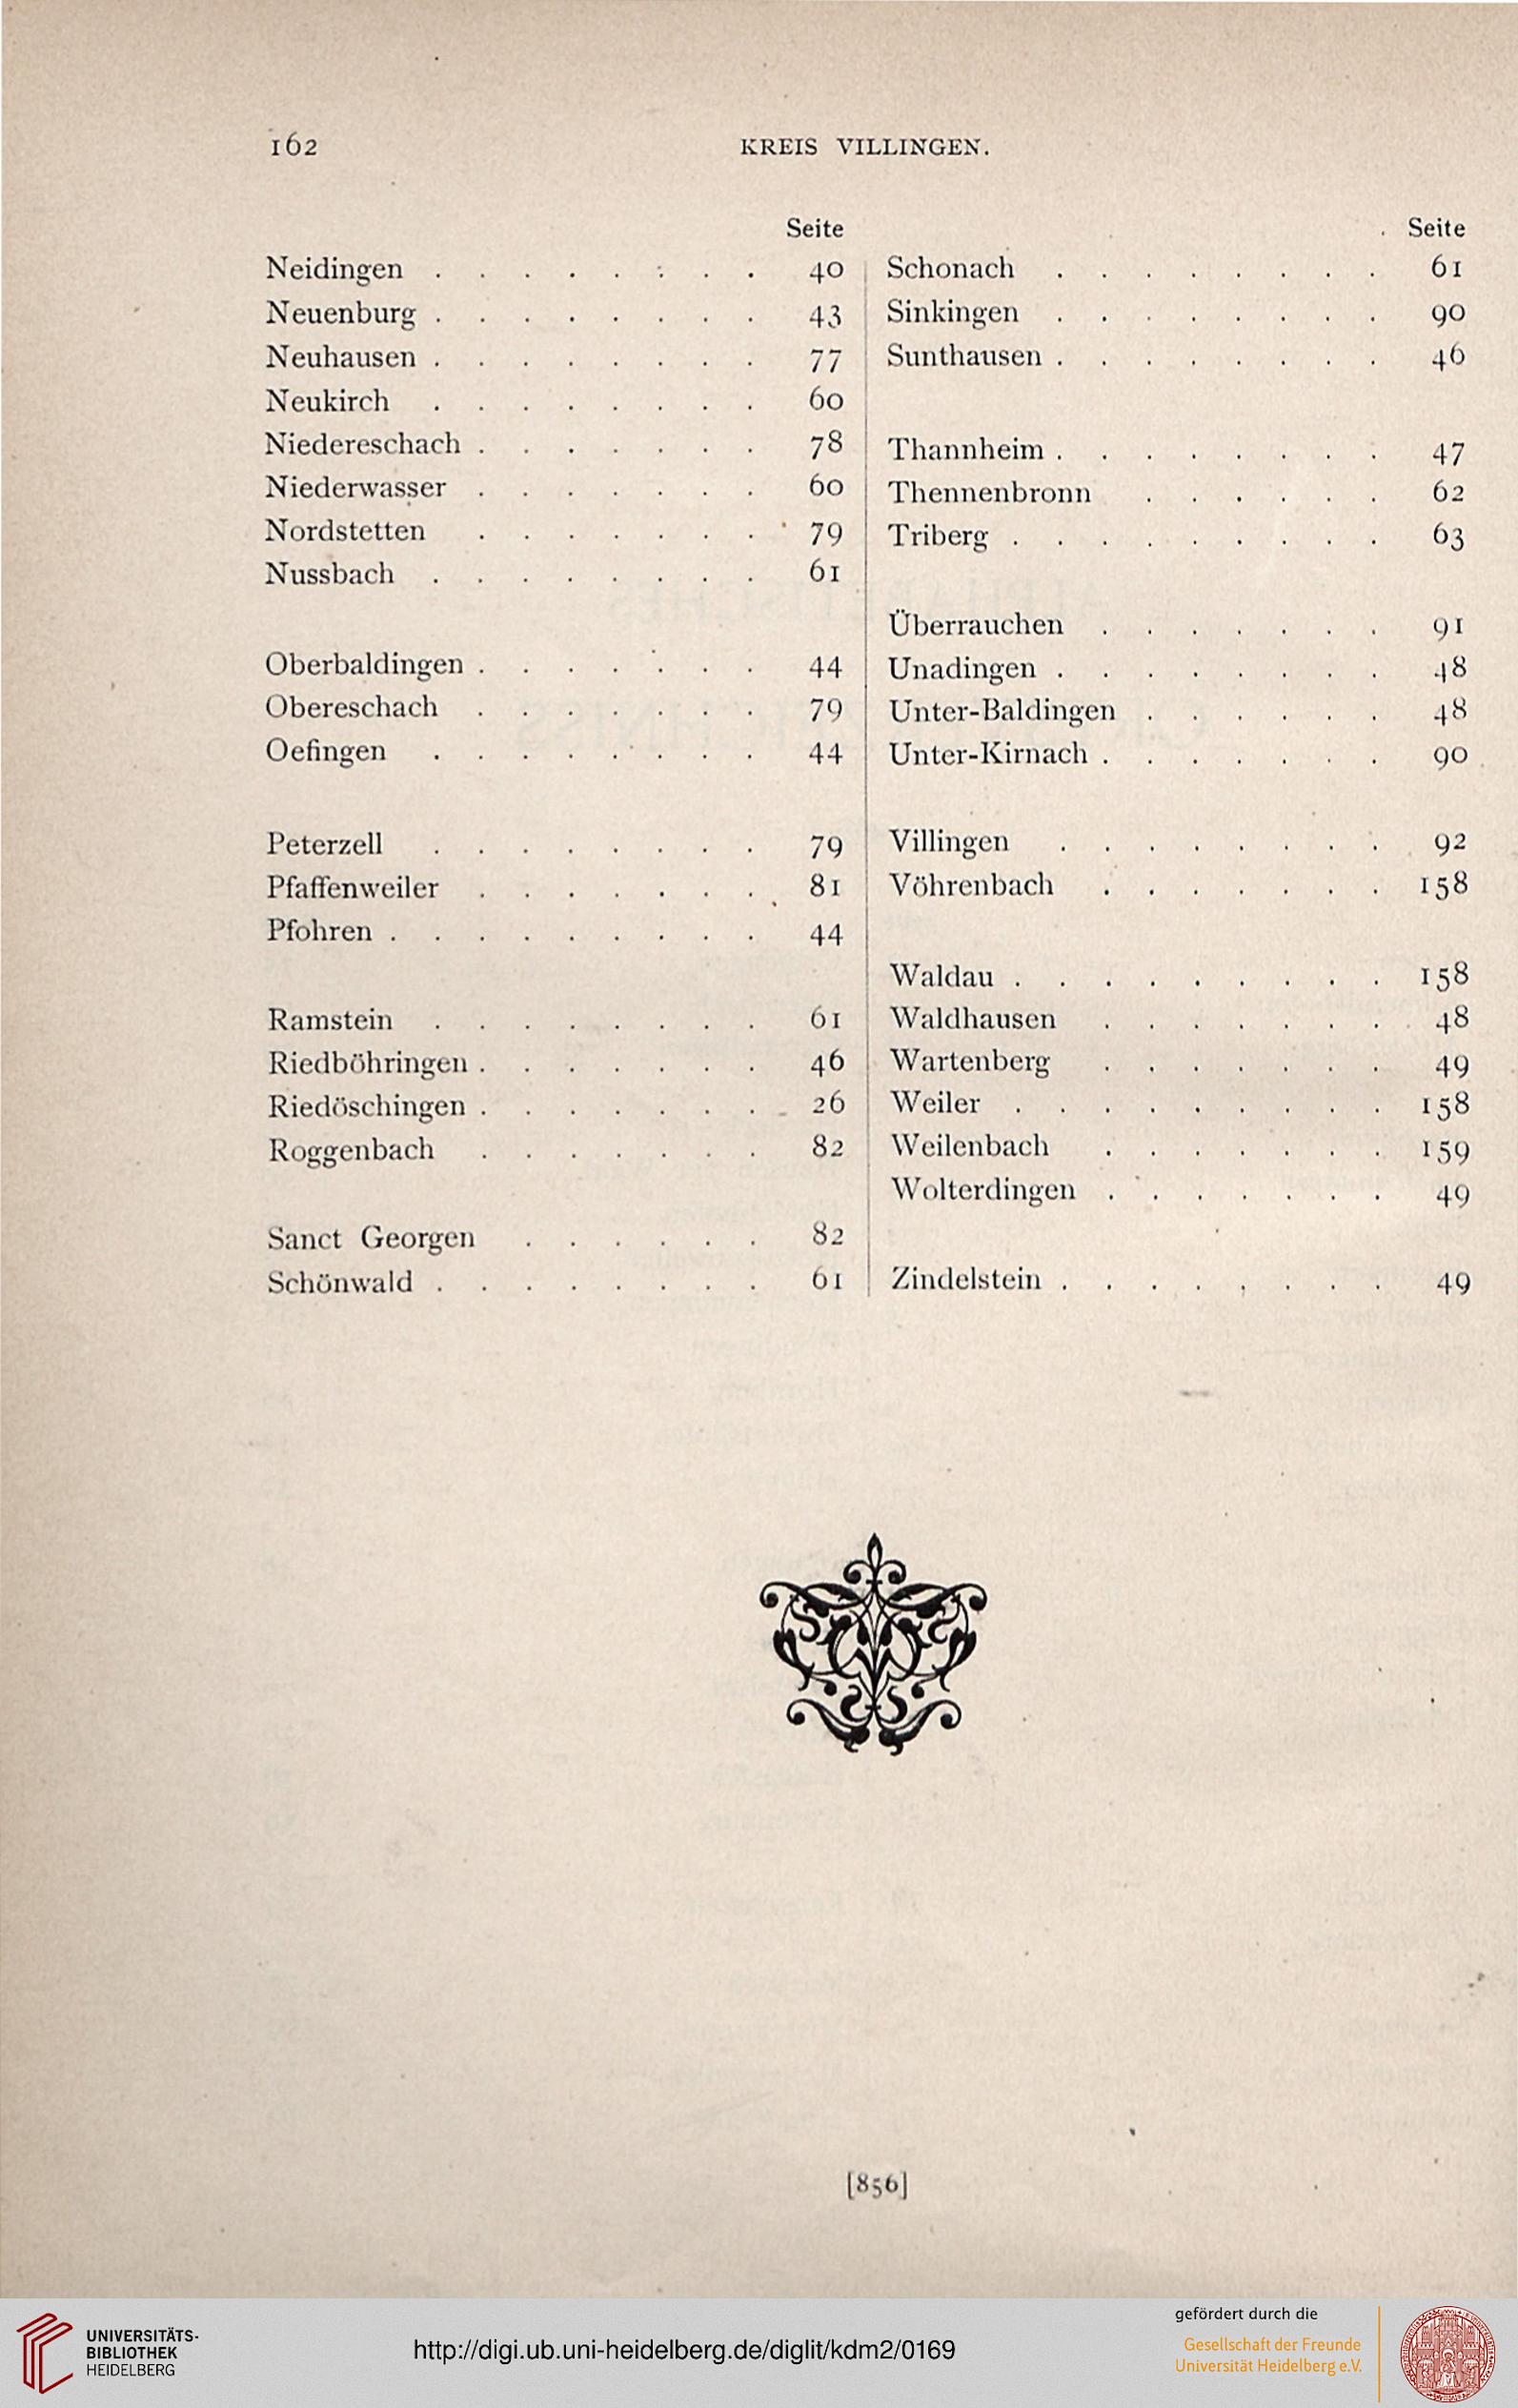 162
KREIS VILLINGEN.
Seite
Neidingen . . . . . . . . 40
Neuenburg . . . . . . . . 43
Neuhausen . . . . . . . . 77
Neukirch . . . . . . . . 60
Niedereschach . . . . . . . 78
Niederwasser . . . . . . . 60
Nordstetten . . . . . . . 79
Nussbach . . . . . . . . 61
Oberbaldingen . . . . . . . 44
Obereschach . . . . . . . 79
Oefingen . . . . . . . . 44
Peterzell . . . . . . . . 79
Pfaffenweiler . . . . . . . 81
Pfohren . . . . . . . . . 44
Ramstein . . . . . . . . 61
Riedböhringen . . . . . . . 46
Riedöschingen . . . . . . . 26
Roggenbach . . . . . . . 82
Sanct Georgen . . . . . . 82
Schönwald . . . . . . . . 61
Seite
Schonach . . . . . . . . 61
Sinkingen . . . . . . . . 90
Sunthausen . . . . . . . . 46
Thannheim . . . . . . . . 47
Thennenbronn . . . . . . 62
Triberg . . . . . . . . . 63
Überrauchen . . . . . . . 91
Unadingen . . . . . . . . 48
Unter-Baldingen . . . . . . 48
Unter-Kirnach . . . . . . . 90
Villingen . . . . . . . . 92
Vöhrenbach . . . . . . . 158
Waldau . . . . . . . . . 158
Waldhausen . . . . . . . 48
Wartenberg . . . . . . . 49
Weiler . . . . . . . . . 158
Weilenbach . . . . . . . 159
Wolterdingen . . . . . . . 49
Zindelstein . . . . . . . . 49
[856]
UNIVERSITÄTS-
BIBLIOTHEK
HEIDELBERG
http://digi.ub.uni-heidelberg.de/diglit/kdm2/0169
gefördert durch die
Gesellschaft der Freunde
Universität Heidelberg e.V.